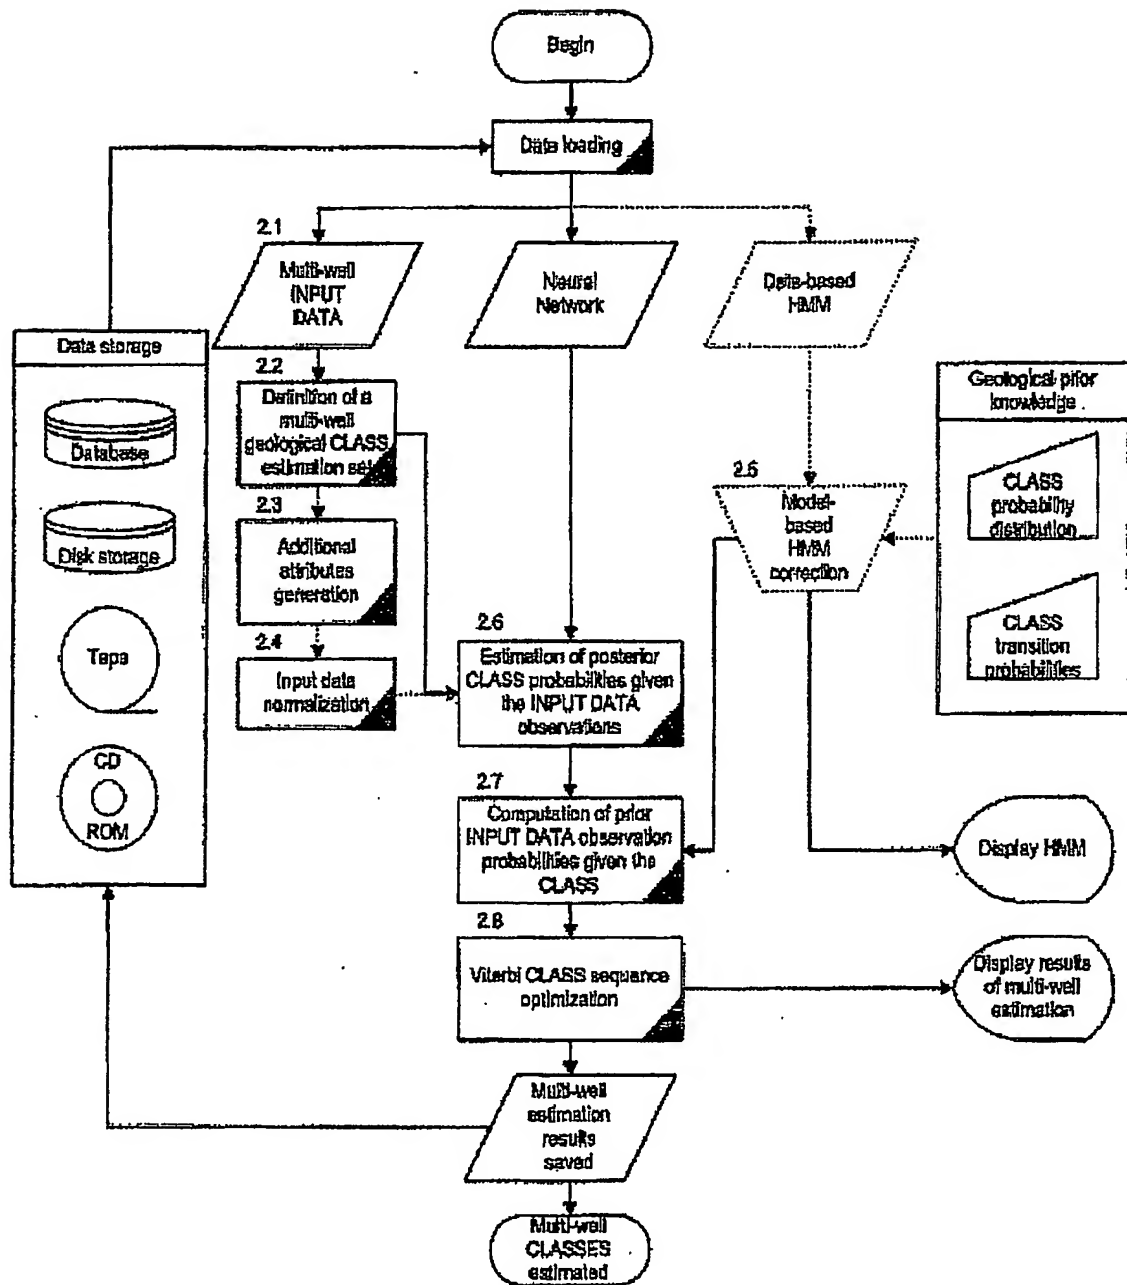 Begin
Data loading
2.1
Multi-well
INPUT
DATA
Neural
Network
Data-based
HMM
Data storage
Database
Disk storage
Tape
CD
ROM
2.2
Definition of a
multi-well
geological CLASS
estimation set
2.3
Additional
attributes
generation
2.4
Input data
normalization
Geological prior
knowledge
CLASS
probability
distribution
CLASS
transition
probabilities
2.5
Model-
based
HMM
correction
2.6
Estimation of posterior
CLASS probabilities given
the INPUT DATA
observations
2.7
Computation of prior
INPUT DATA observation
probabilities given the
CLASS
Display HMM
2.8
Viterbi CLASS sequence
optimization
Display results
of multi-well
estimation
Multi-well
estimation
results
saved
Multi-well
CLASSES
estimated